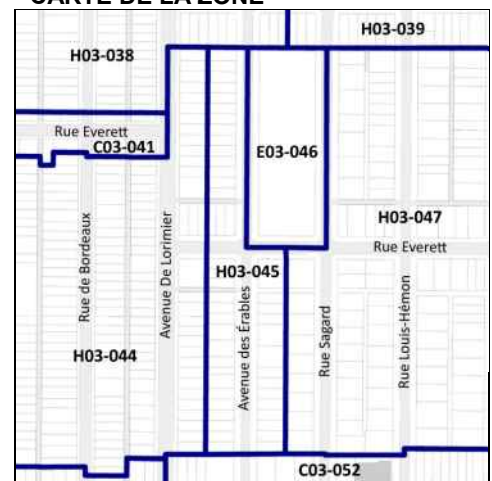 CARTE DE LA ZONE
H03-039
H03-038
Rue Everett
C03-041
E03-046
H03-047
Rue Everett
H03-045
Rue de Bordeaux
Avenue De Lorimier
Avenue des Érables
Rue Sagard
Rue Louis-Hémon
H03-044
C03-052